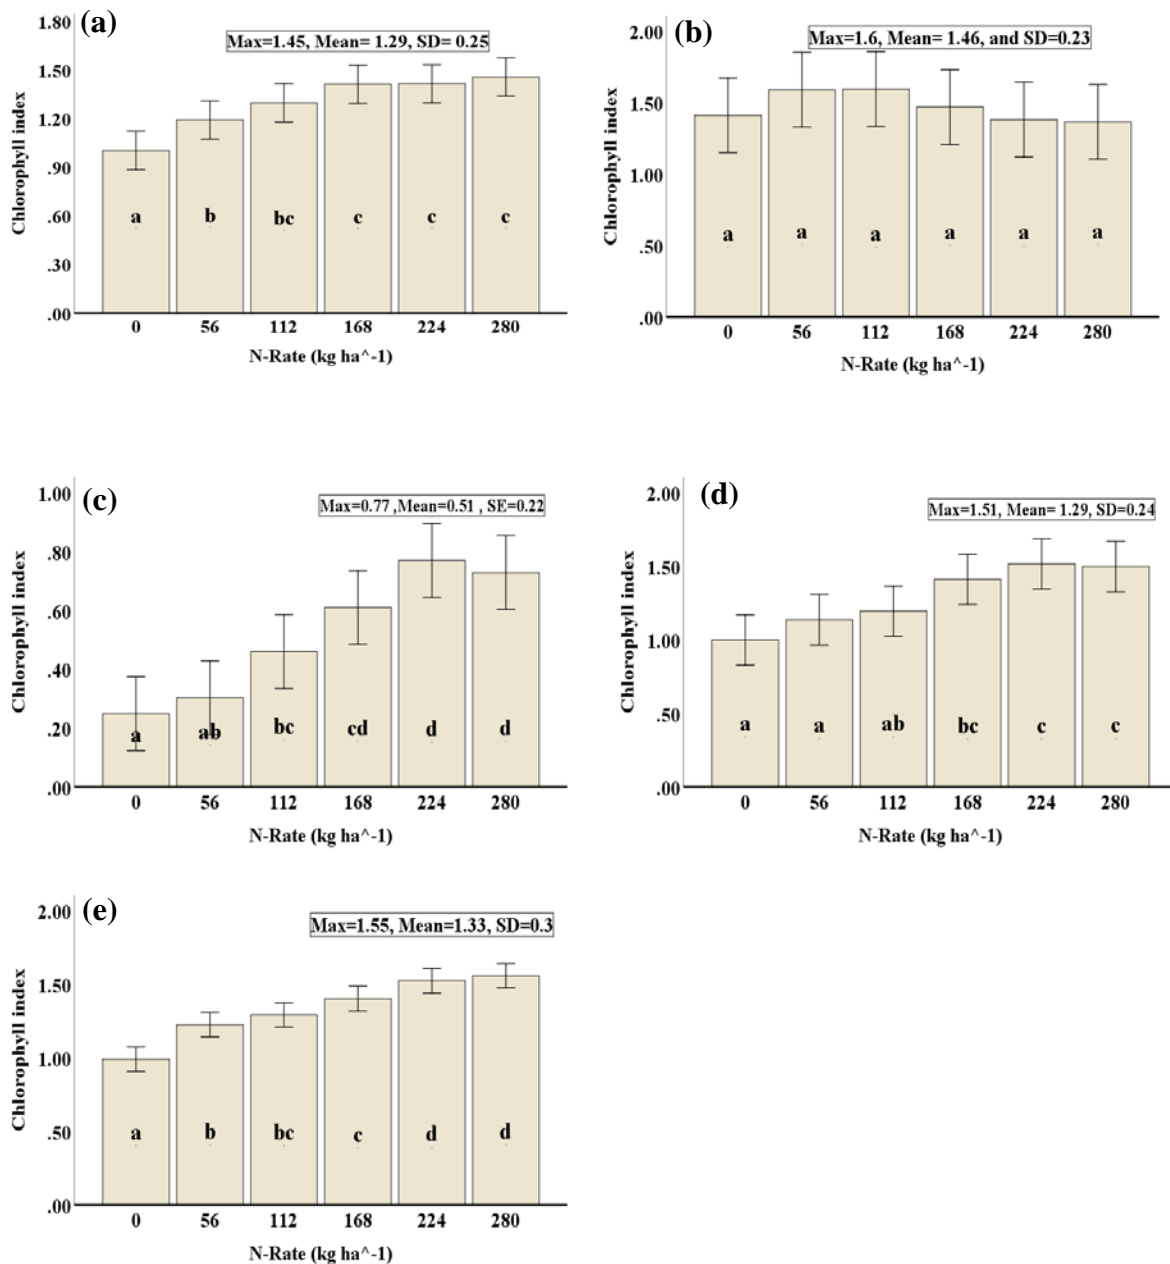 (a)
Max=1.45, Mean= 1.29, SD= 0.25
Chlorophyll index
1.80
1.50
1.20
.90
.60
.30
.00
a b bc c c c
0 56 112 168 224 280
N-Rate (kg ha^-1)
(b)
Max=1.6, Mean= 1.46, and SD=0.23
Chlorophyll index
2.00
1.50
1.00
.50
.00
a a a a a a
0 56 112 168 224 280
N-Rate (kg ha^-1)
(c)
Max=0.77 ,Mean=0.51 , SE=0.22
Chlorophyll index
1.00
.80
.60
.40
.20
.00
a ab bc cd d d
0 56 112 168 224 280
N-Rate (kg ha^-1)
(d)
Max=1.51, Mean= 1.29, SD=0.24
Chlorophyll index
2.00
1.50
1.00
.50
.00
a a ab bc c c
0 56 112 168 224 280
N-Rate (kg ha^-1)
(e)
Max=1.55, Mean=1.33, SD=0.3
Chlorophyll index
2.00
1.50
1.00
.50
.00
a b bc c d d
0 56 112 168 224 280
N-Rate (kg ha^-1)